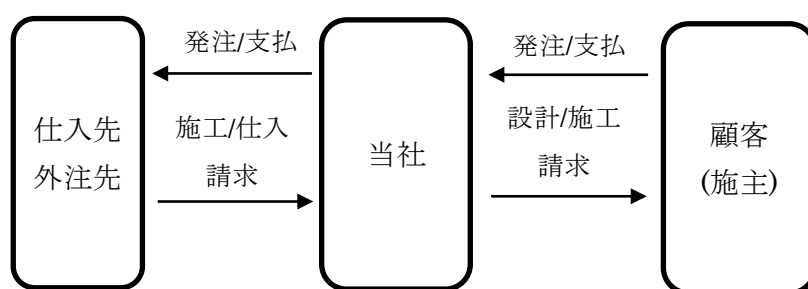 発注/支払
発注/支払
仕入先
外注先
施工/仕入
請求
当社
設計/施工
請求
顧客
(施主)